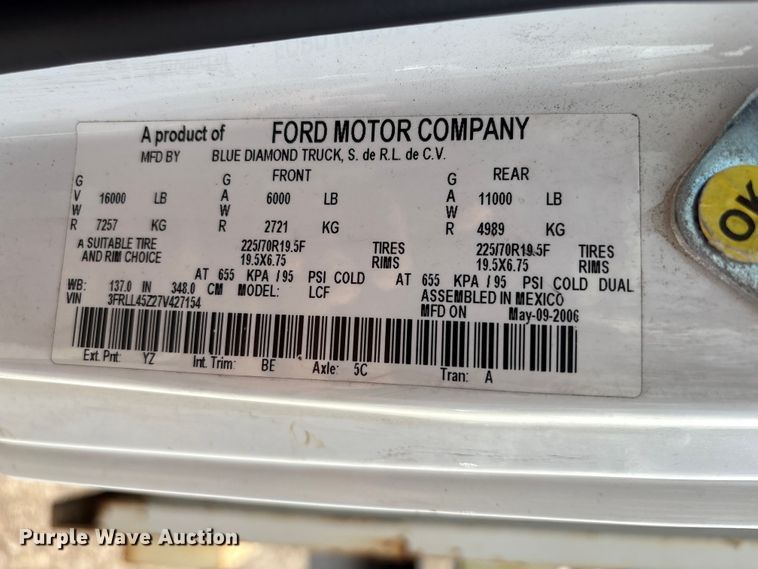 A product of FORD MOTOR COMPANY
MFD BY BLUE DIAMOND TRUCK, S. de R.L. de C.V.
G FRONT G REAR
V 16000 LB A 6000 LB A 11000 LB
W W W
R 7257 KG R 2721 KG R 4989 KG
A SUITABLE TIRE 225/70R19.5F TIRES 225/70R19.5F TIRES
AND RIM CHOICE 19.5X6.75 RIMS 19.5X6.75 RIMS
AT 655 KPA / 95 PSI COLD AT 655 KPA / 95 PSI COLD DUAL
WB: 137.0 IN 348.0 CM MODEL: LCF ASSEMBLED IN MEXICO
VIN 3FRLL45Z27V427154 MFD ON May-09-2006
Ext. Pnt: YZ Int. Trim: BE Axle: 5C Tran: A
OK
Purple Wave Auction